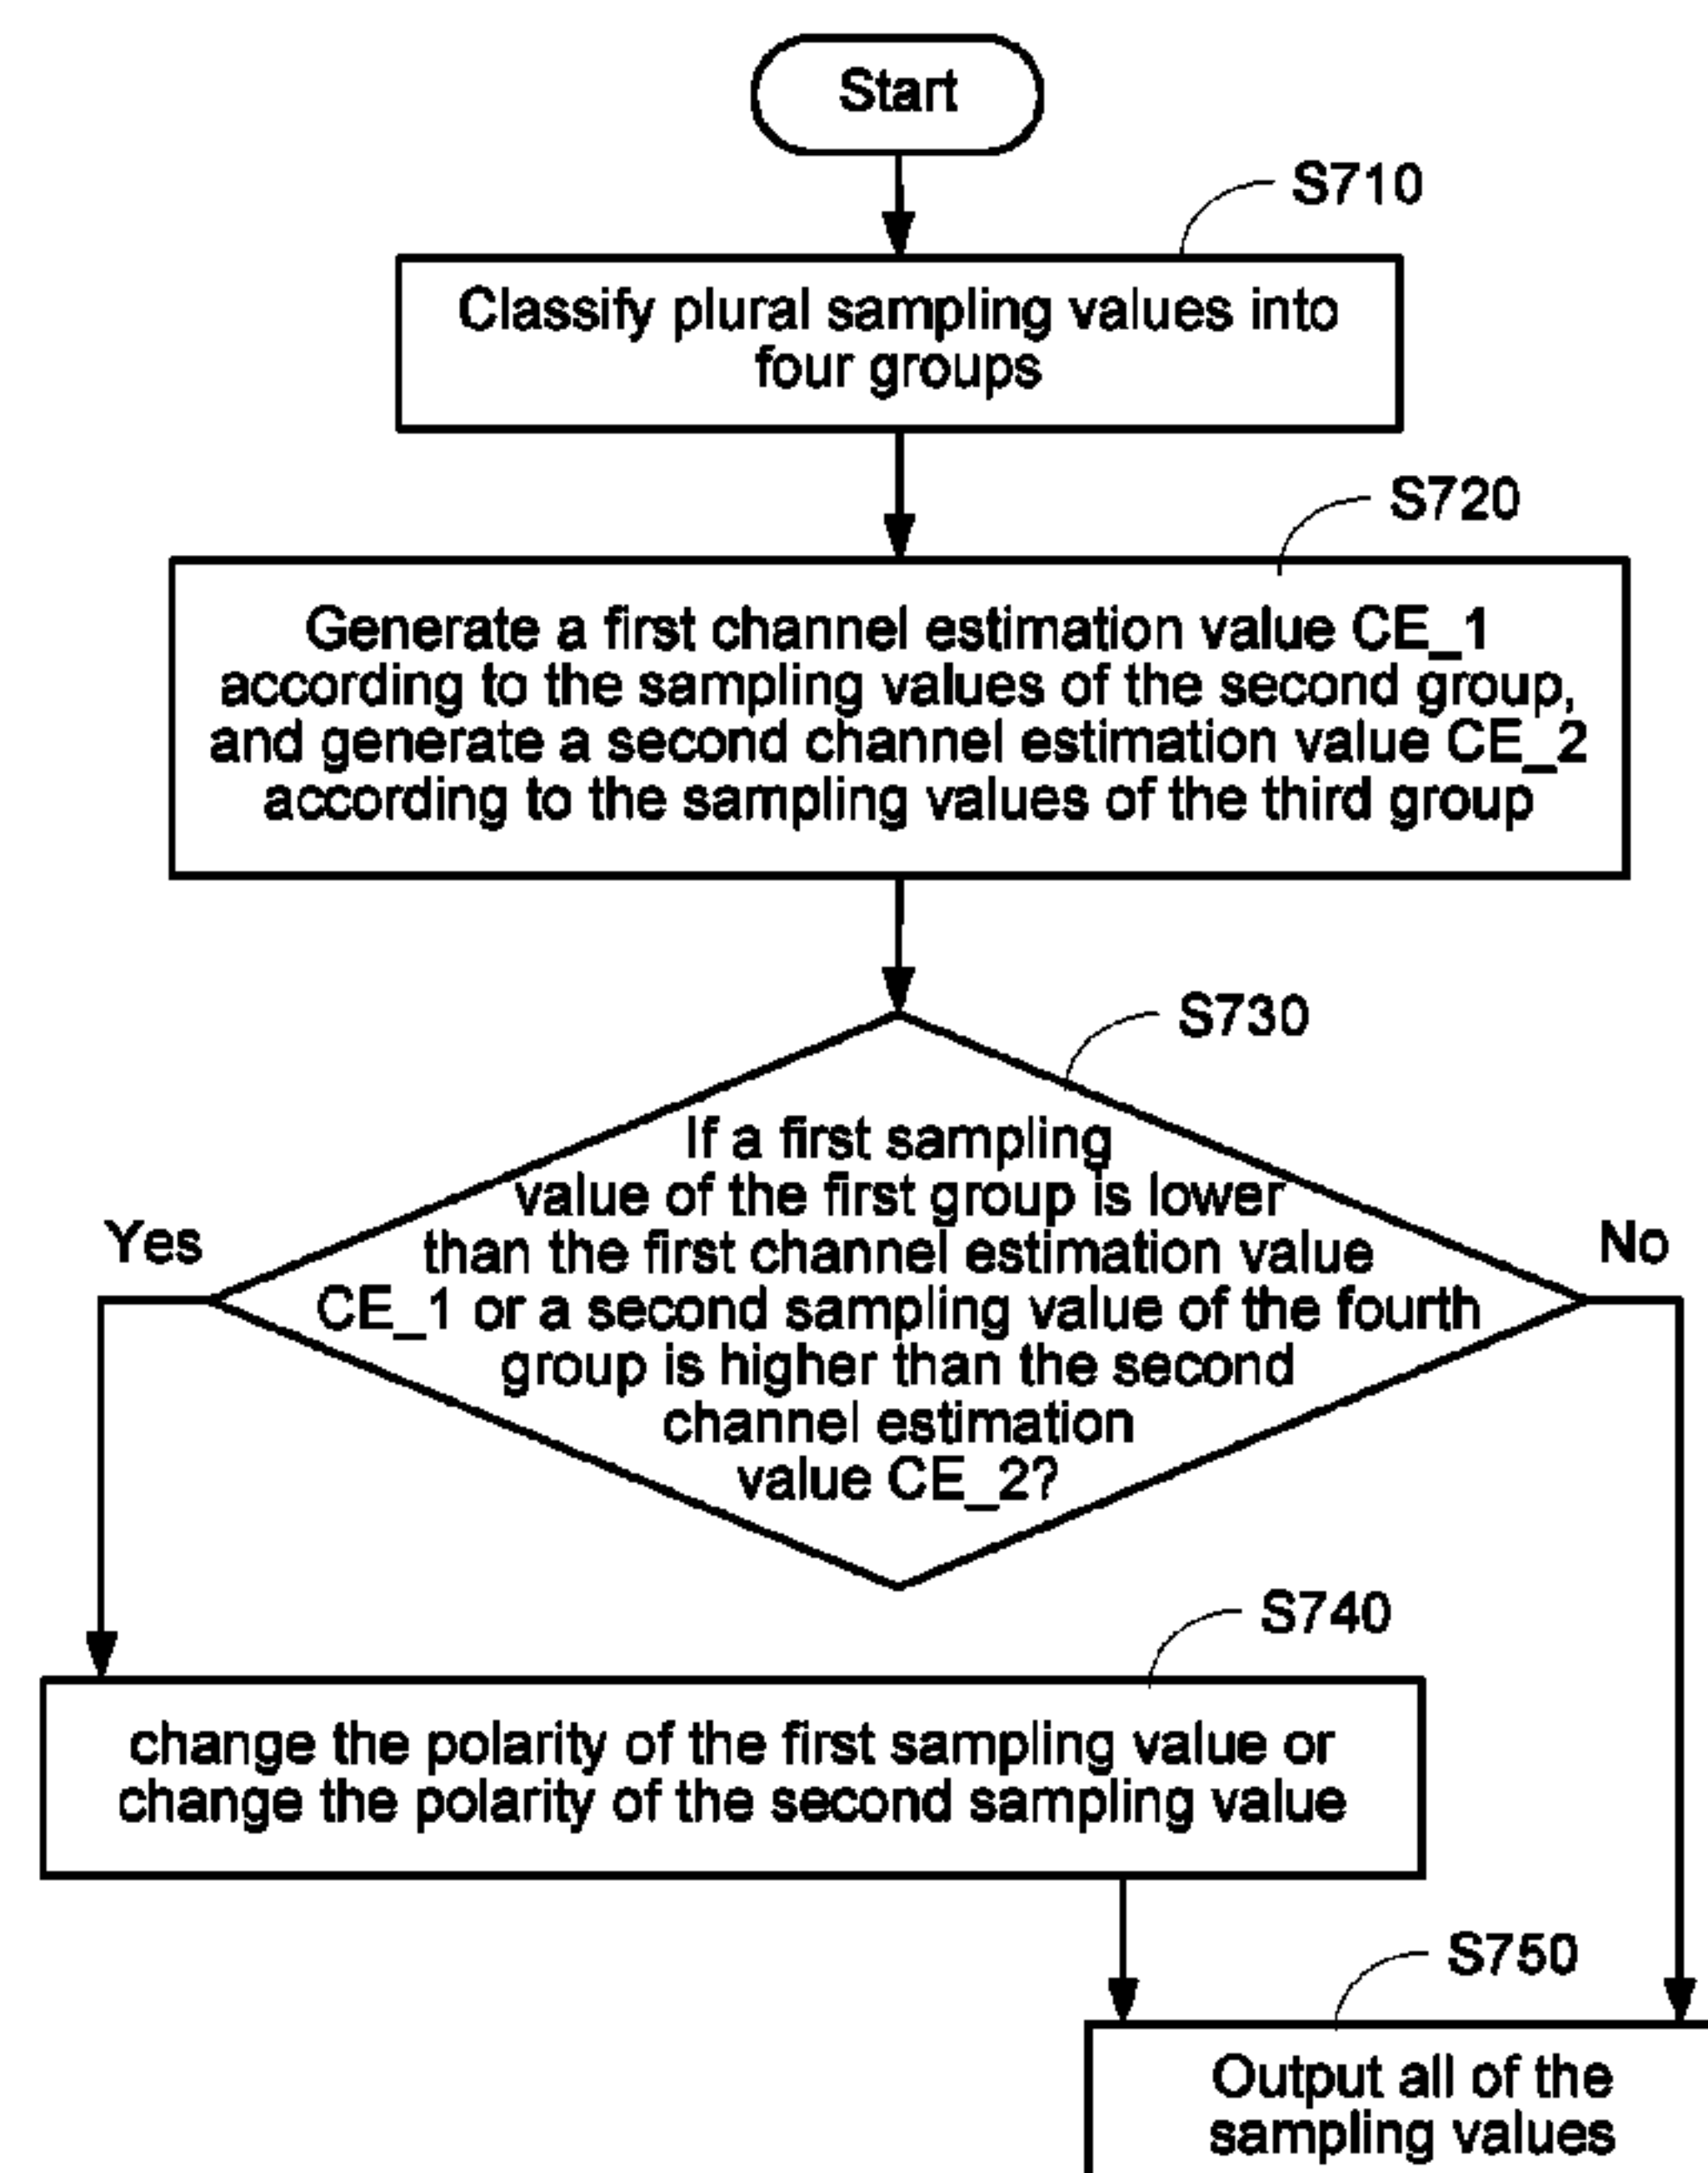 Start
S710
Classify plural sampling values into
four groups
S720
Generate a first channel estimation value CE_1
according to the sampling values of the second group,
and generate a second channel estimation value CE_2
according to the sampling values of the third group
S730
If a first sampling
value of the first group is lower
than the first channel estimation value
CE_1 or a second sampling value of the fourth
group is higher than the second
channel estimation
value CE_2?
Yes
No
S740
change the polarity of the first sampling value or
change the polarity of the second sampling value
S750
Output all of the
sampling values